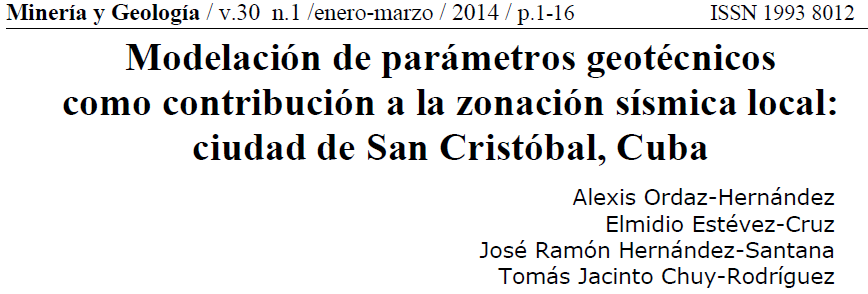 Minería y Geología / v.30 n.1 /enero-marzo / 2014 / p.1-16 ISSN 1993 8012
Modelación de parámetros geotécnicos
como contribución a la zonación sísmica local:
ciudad de San Cristóbal, Cuba
Alexis Ordaz-Hernández
Elmidio Estévez-Cruz
José Ramón Hernández-Santana
Tomás Jacinto Chuy-Rodríguez